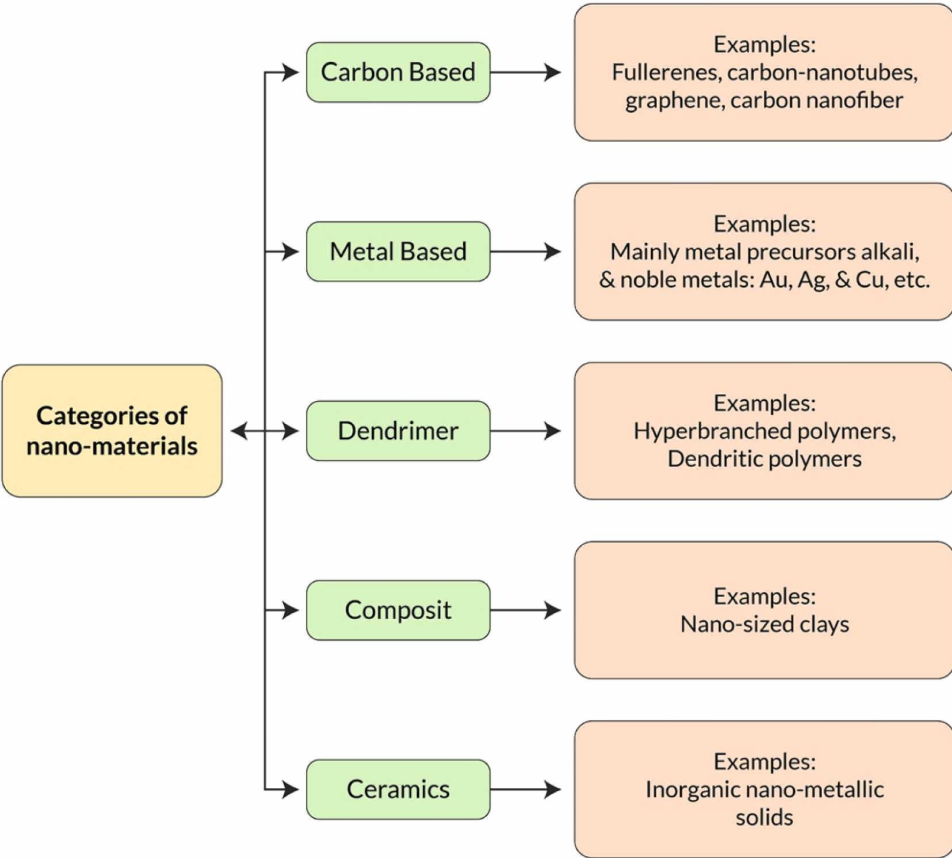 Categories of
nano-materials
Carbon Based
Examples:
Fullerenes, carbon-nanotubes,
graphene, carbon nanofiber
Metal Based
Examples:
Mainly metal precursors alkali,
& noble metals: Au, Ag, & Cu, etc.
Dendrimer
Examples:
Hyperbranched polymers,
Dendritic polymers
Composit
Examples:
Nano-sized clays
Ceramics
Examples:
Inorganic nano-metallic
solids